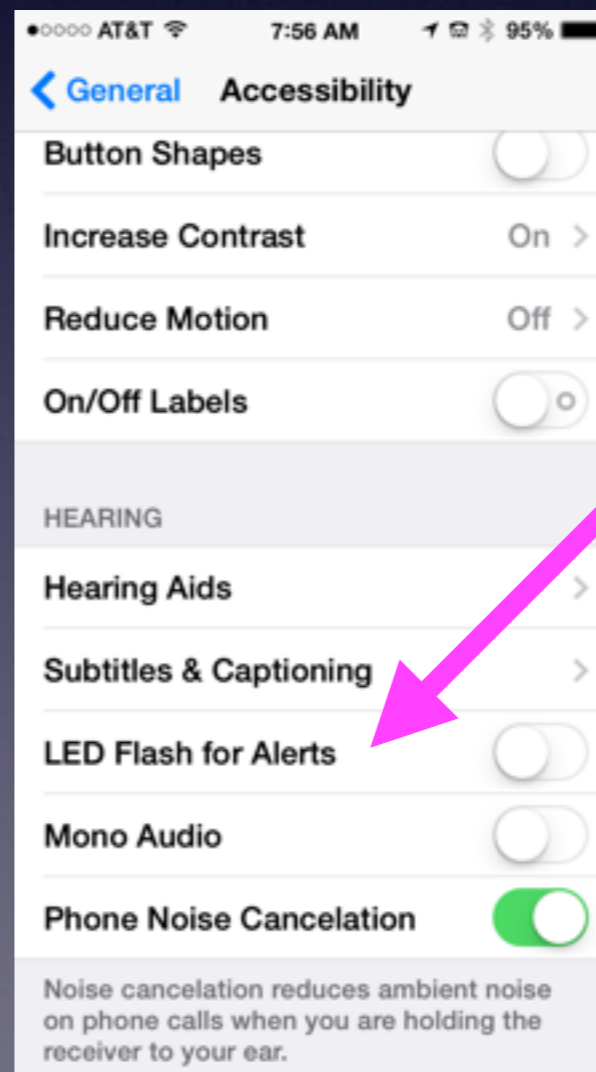 AT&T 7:56 AM 95%
General Accessibility
Button Shapes
Increase Contrast On
Reduce Motion Off
On/Off Labels
HEARING
Hearing Aids
Subtitles & Captioning
LED Flash for Alerts
Mono Audio
Phone Noise Cancelation
Noise cancelation reduces ambient noise
on phone calls when you are holding the
receiver to your ear.